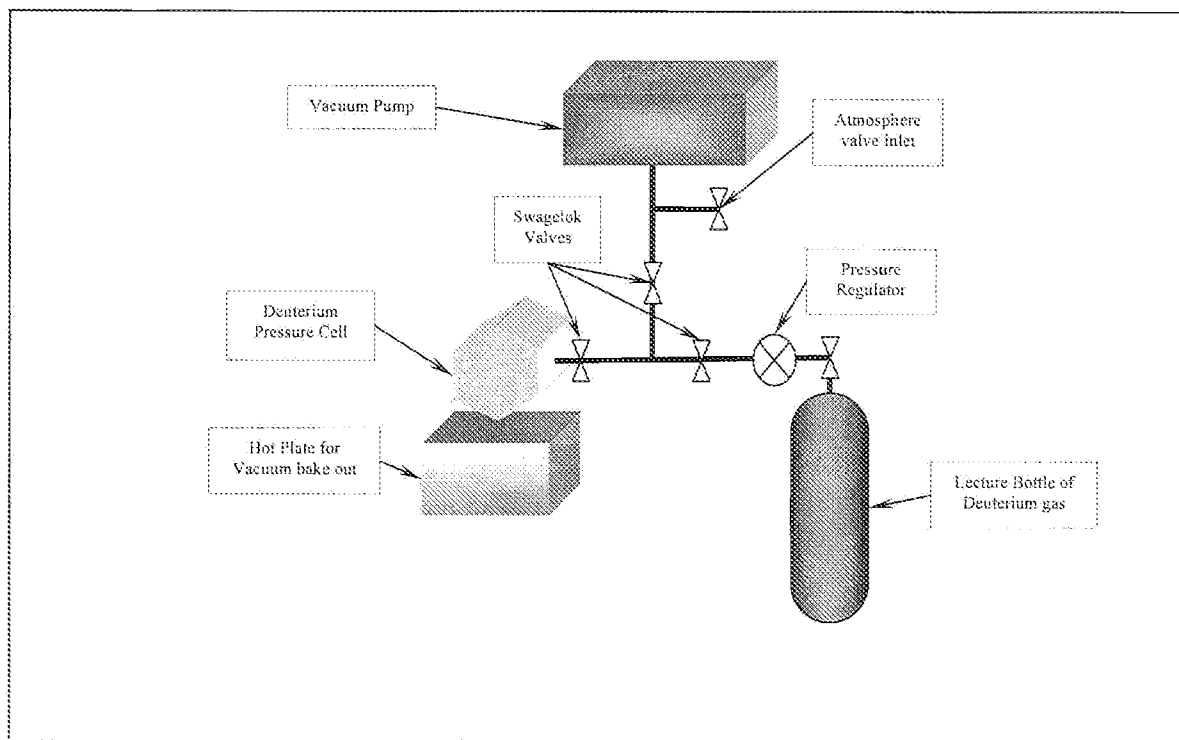 Vacuum Pump
Atmosphere
valve inlet
Swagelok
Valves
Pressure
Regulator
Deuterium
Pressure Cell
Hot Plate for
Vacuum bake out
Lecture Bottle of
Deuterium gas